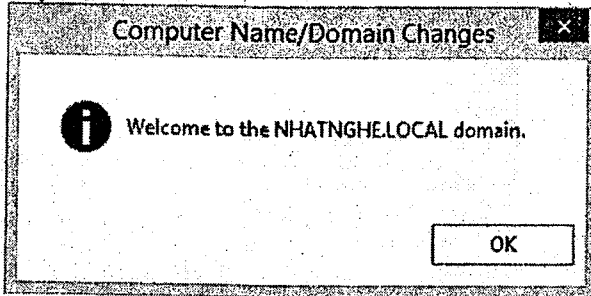 Computer Name/Domain Changes
Welcome to the NHATNGHE.LOCAL domain.
OK